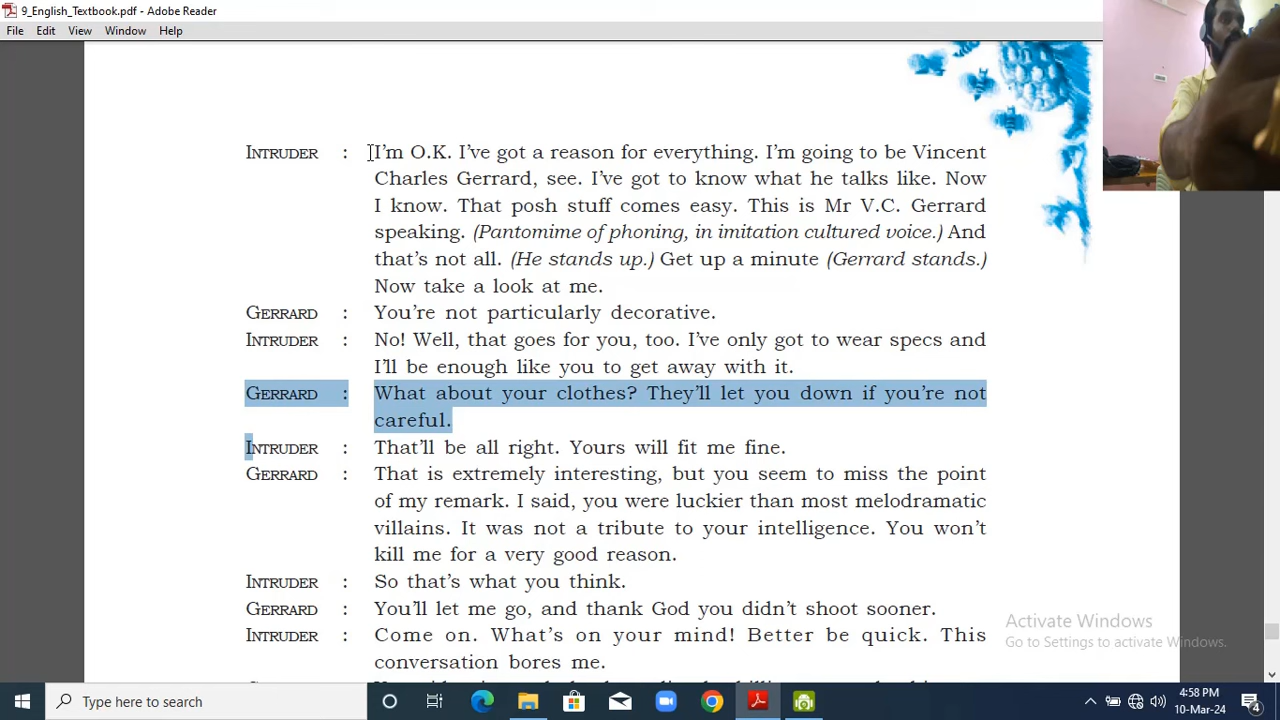 9_English_Textbook.pdf - Adobe Reader
File Edit View Window Help
INTRUDER : I'm O.K. I've got a reason for everything. I'm going to be Vincent
Charles Gerrard, see. I've got to know what he talks like. Now
I know. That posh stuff comes easy. This is Mr V.C. Gerrard
speaking. (Pantomime of phoning, in imitation cultured voice.) And
that's not all. (He stands up.) Get up a minute (Gerrard stands.)
Now take a look at me.
GERRARD : You're not particularly decorative.
INTRUDER : No! Well, that goes for you, too. I've only got to wear specs and
I'll be enough like you to get away with it.
GERRARD : What about your clothes? They'll let you down if you're not
careful.
INTRUDER : That'll be all right. Yours will fit me fine.
GERRARD : That is extremely interesting, but you seem to miss the point
of my remark. I said, you were luckier than most melodramatic
villains. It was not a tribute to your intelligence. You won't
kill me for a very good reason.
INTRUDER : So that's what you think.
GERRARD : You'll let me go, and thank God you didn't shoot sooner.
INTRUDER : Come on. What's on your mind! Better be quick. This
conversation bores me.
Activate Windows
Go to Settings to activate Windows.
Type here to search
4:58 PM
10-Mar-24
4